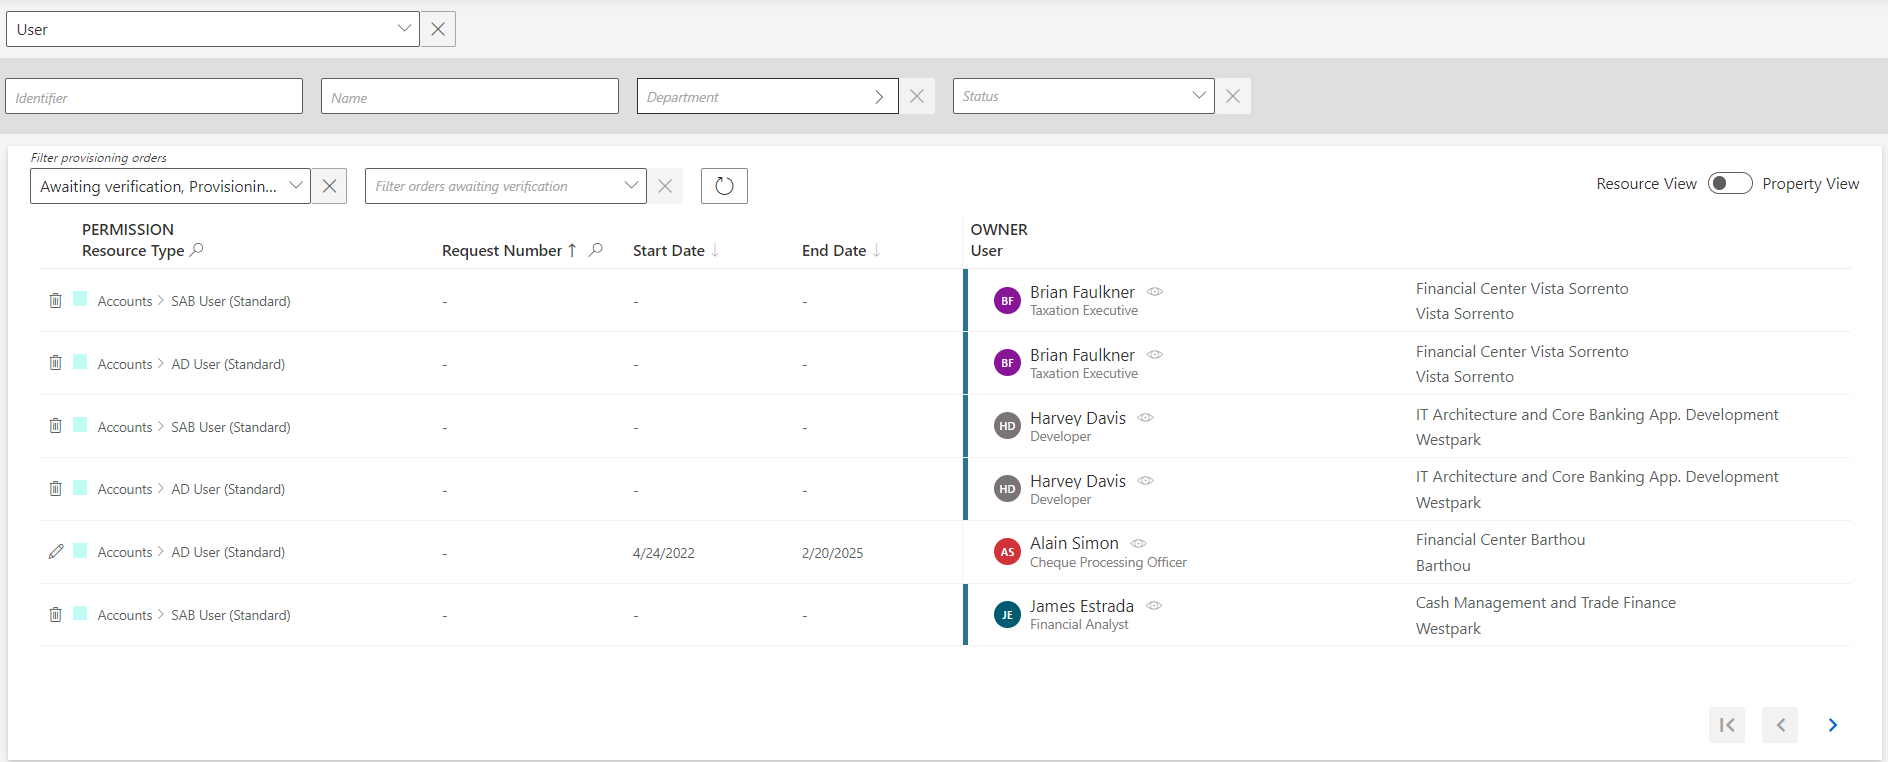 User
Identifier
Name
Department
Status
Filter provisioning orders
Awaiting verification, Provisionin...
Filter orders awaiting verification
Resource View
Property View
PERMISSION
OWNER
Resource Type
Request Number
Start Date
End Date
User
Accounts > SAB User (Standard)
-
-
-
BF
Brian Faulkner
Taxation Executive
Financial Center Vista Sorrento
Vista Sorrento
Accounts > AD User (Standard)
-
-
-
BF
Brian Faulkner
Taxation Executive
Financial Center Vista Sorrento
Vista Sorrento
Accounts > SAB User (Standard)
-
-
-
HD
Harvey Davis
Developer
IT Architecture and Core Banking App. Development
Westpark
Accounts > AD User (Standard)
-
-
-
HD
Harvey Davis
Developer
IT Architecture and Core Banking App. Development
Westpark
Accounts > AD User (Standard)
-
4/24/2022
2/20/2025
AS
Alain Simon
Cheque Processing Officer
Financial Center Barthou
Barthou
Accounts > SAB User (Standard)
-
-
-
JE
James Estrada
Financial Analyst
Cash Management and Trade Finance
Westpark